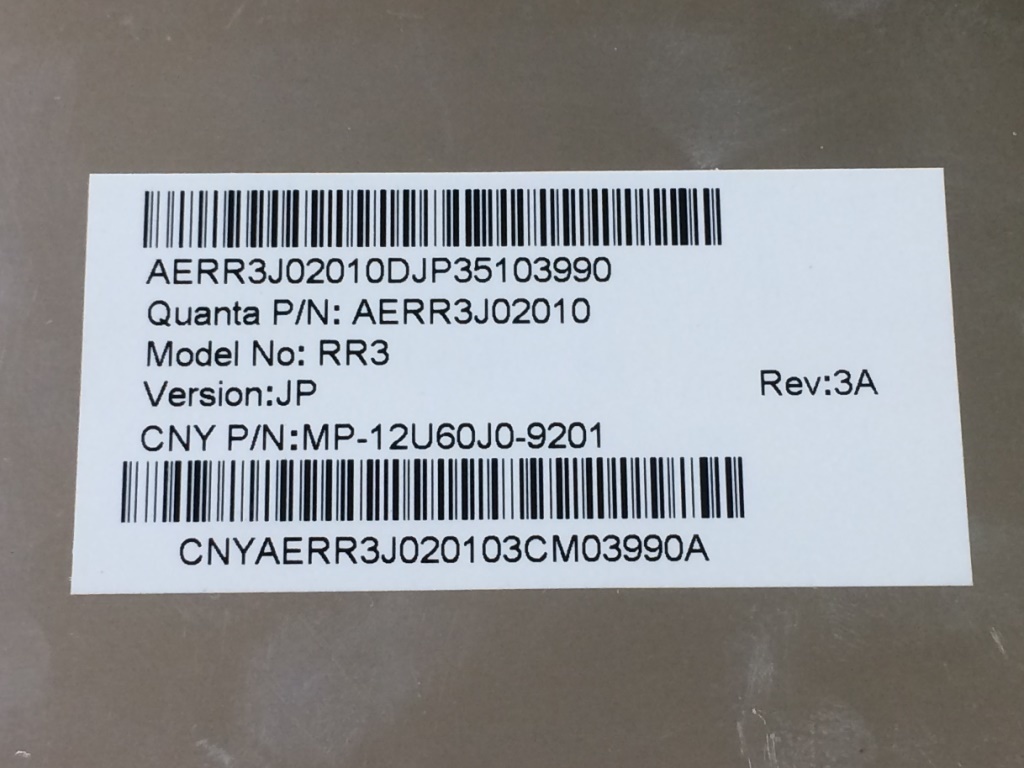 AERR3J02010DJP35103990
Quanta P/N: AERR3J02010
Model No: RR3
Version:JP
Rev:3A
CNY P/N:MP-12U60J0-9201
CNYAERR3J020103CM03990A